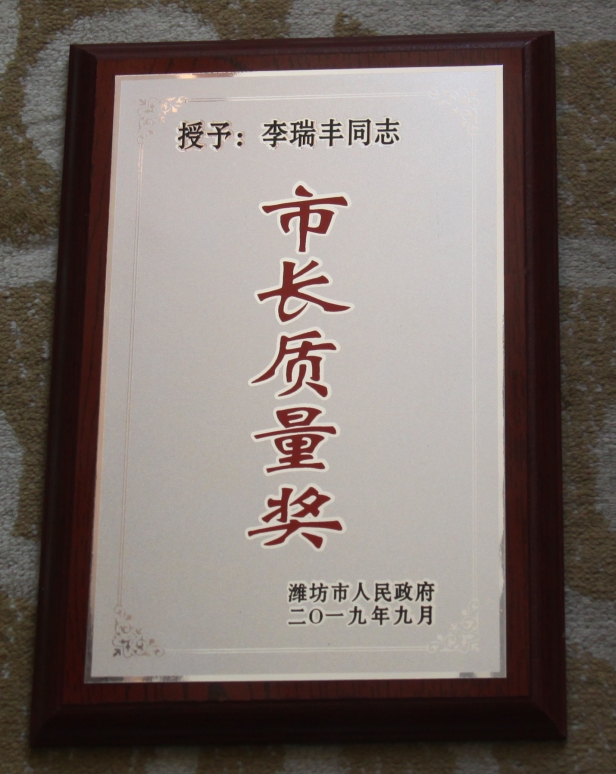 授予：李瑞丰同志
市长质量奖
潍坊市人民政府
二〇一九年九月